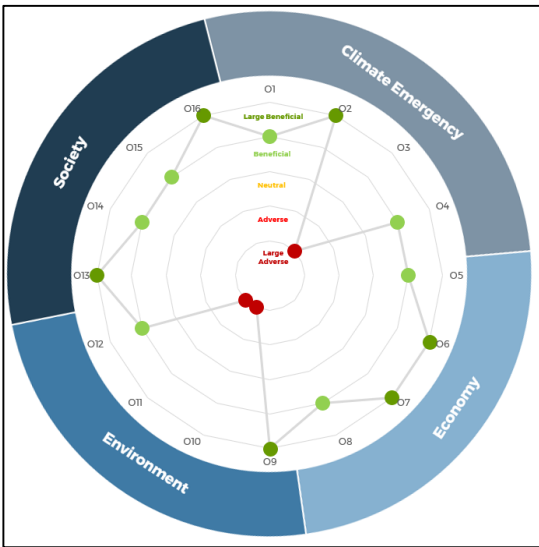 Climate Emergency
Society
O1
O16
O2
Large Beneficial
O15
O3
Beneficial
Neutral
O14
O4
Adverse
Large
Adverse
O13
O5
O12
O6
O11
O7
O10
O8
O9
Economy
Environment